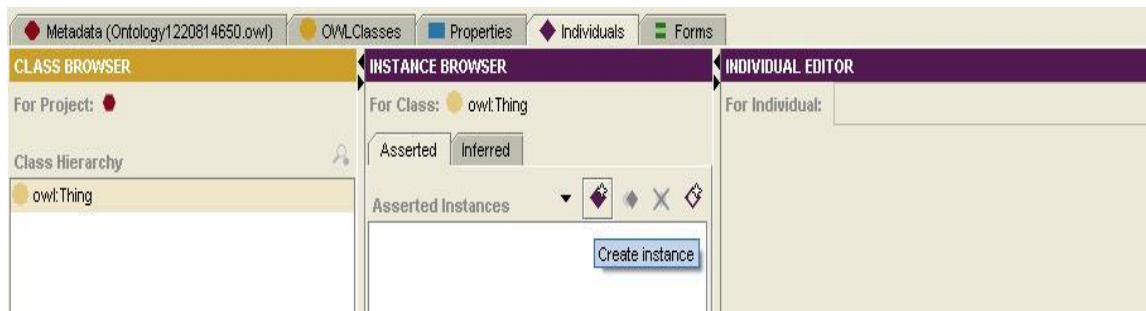 Metadata (Ontology1220814650.owl) OWLClasses Properties Individuals Forms
CLASS BROWSER
For Project:
Class Hierarchy
owl:Thing
INSTANCE BROWSER
For Class: owl:Thing
Asserted Inferred
Asserted Instances
Create instance
INDIVIDUAL EDITOR
For Individual: